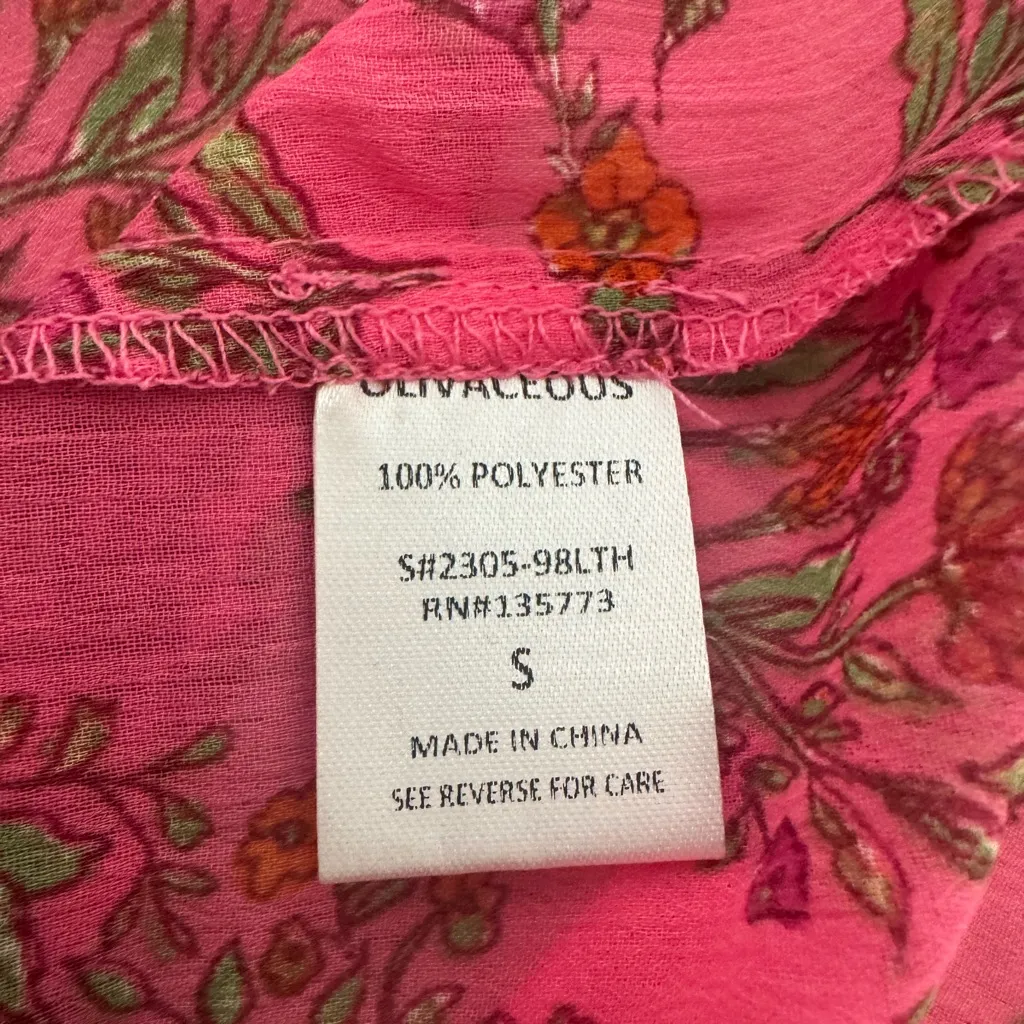 OLIVACEOUS
100% POLYESTER
S#2305-98LTH
RN#135773
S
MADE IN CHINA
SEE REVERSE FOR CARE